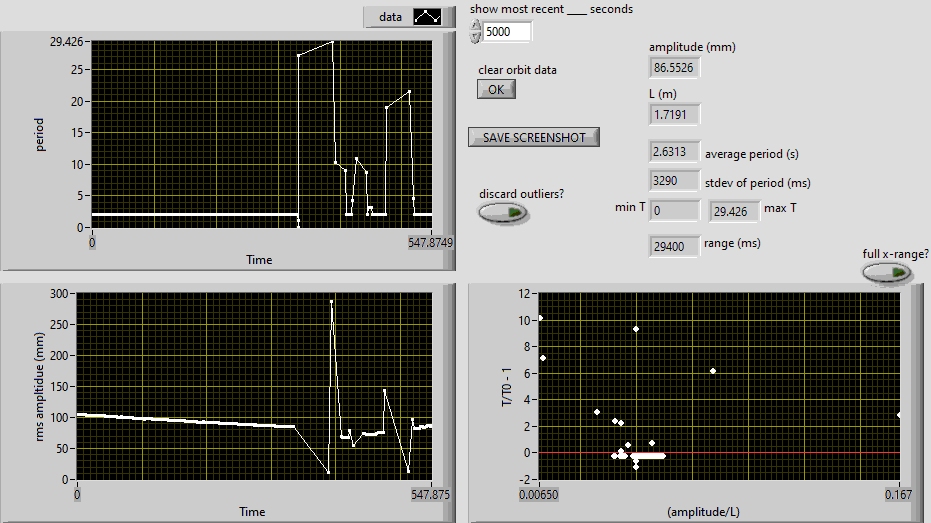 data
29.426
25
20
15
10
5
0
period
0
547.8749
Time
show most recent ____ seconds
5000
clear orbit data
OK
SAVE SCREENSHOT
discard outliers?
amplitude (mm)
86.5526
L (m)
1.7191
2.6313 average period (s)
3290 stdev of period (ms)
min T 0 29.426 max T
29400 range (ms)
full x-range?
300
250
200
150
100
50
0
rms ampltidue (mm)
0
547.875
Time
12
10
8
6
4
2
0
-2
T/T0 - 1
0.00650
0.167
(amplitude/L)